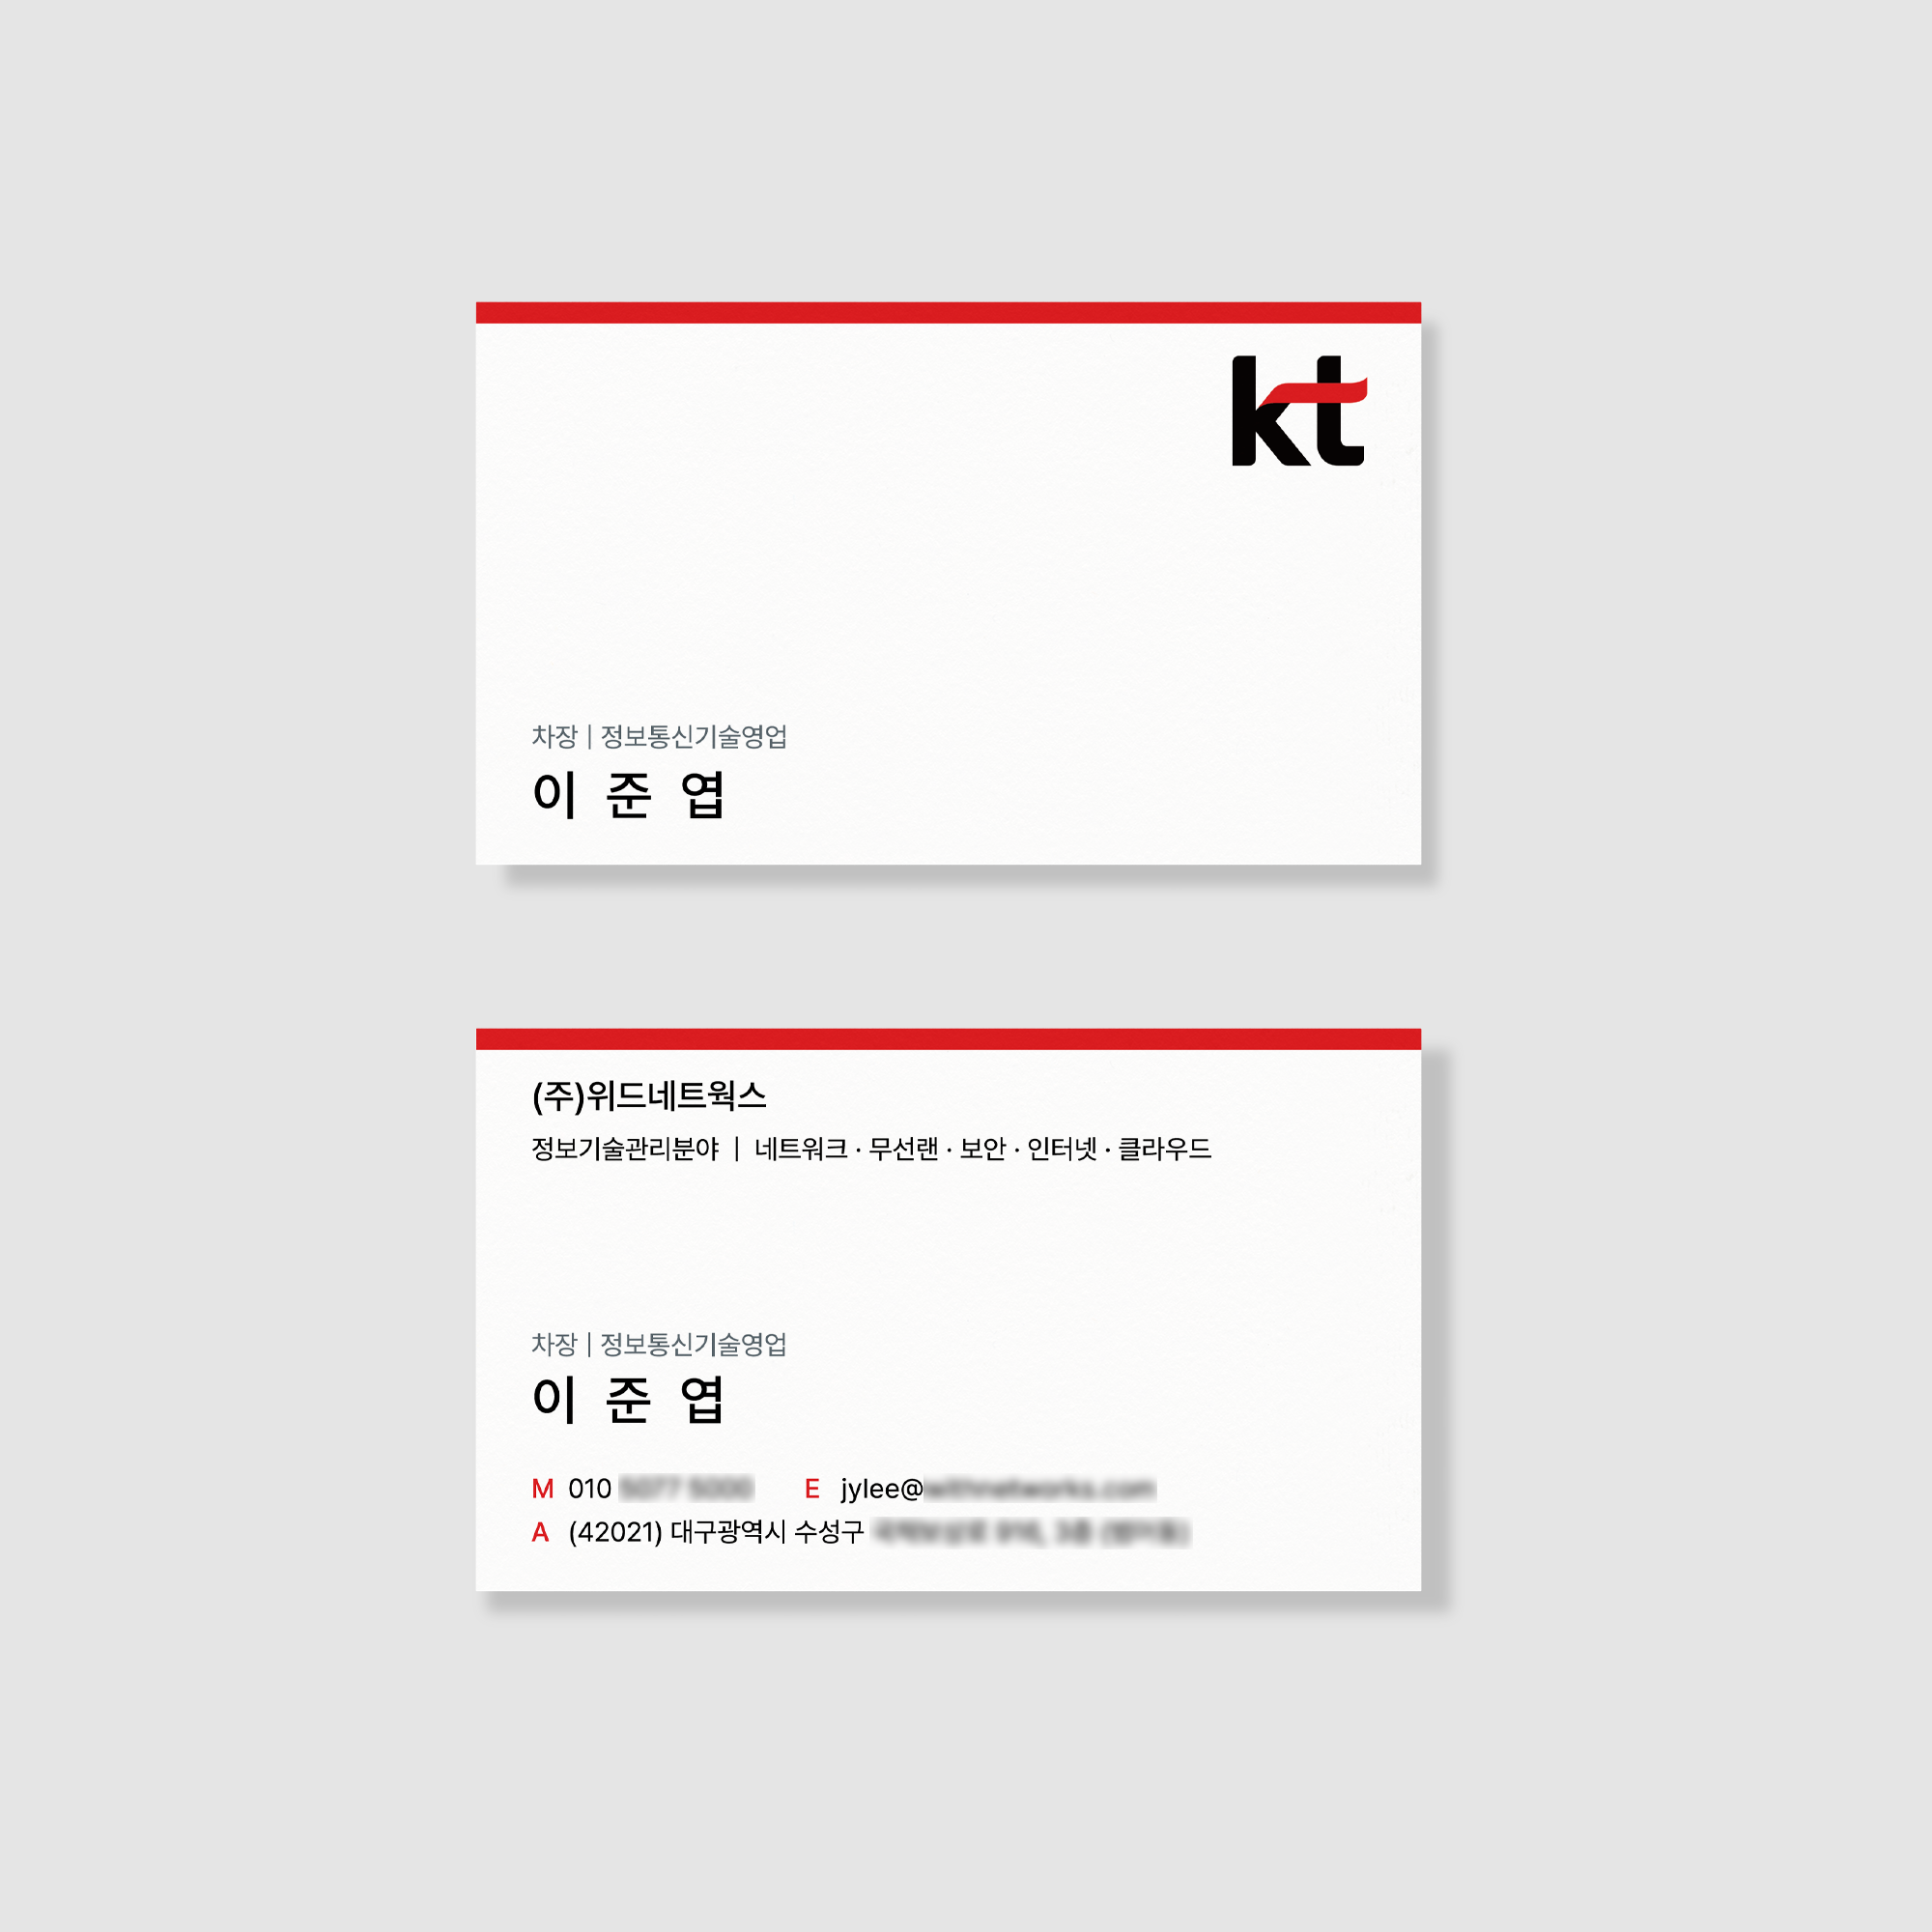 kt
차장 | 정보통신기술영업
이 준 엽
(주)위드네트웍스
정보기술관리분야 | 네트워크 · 무선랜 · 보안 · 인터넷 · 클라우드
차장 | 정보통신기술영업
이 준 엽
M 010 E jylee@
A (42021) 대구광역시 수성구